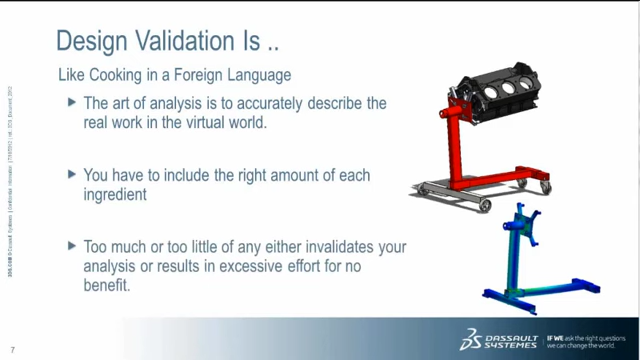 Design Validation Is ..
Like Cooking in a Foreign Language
The art of analysis is to accurately describe the
real work in the virtual world.
You have to include the right amount of each
ingredient
Too much or too little of any either invalidates your
analysis or results in excessive effort for no
benefit.
7
DASSAULT
SYSTEMES
IF WE ask the right questions
we can change the world.